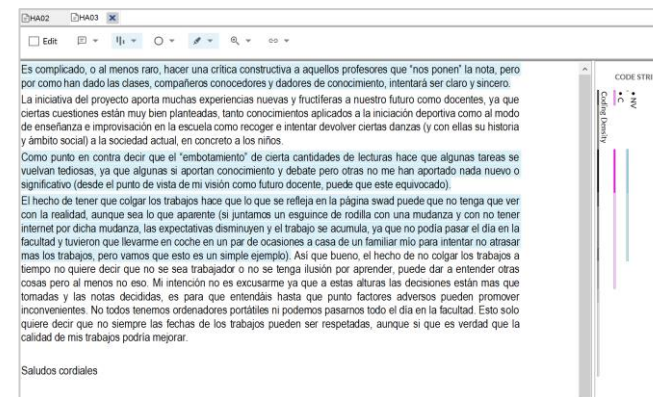 HA02 HA03
Edit
Es complicado, o al menos raro, hacer una crítica constructiva a aquellos profesores que “nos ponen” la nota, pero
por como han dado las clases, compañeros conocedores y dadores de conocimiento, intentará ser claro y sincero.
La iniciativa del proyecto aporta muchas experiencias nuevas y fructíferas a nuestro futuro como docentes, ya que
ciertas cuestiones están muy bien planteadas, tanto conocimientos aplicados a la iniciación deportiva como al modo
de enseñanza e improvisación en la escuela como recoger e intentar devolver ciertas danzas (y con ellas su historia
y ámbito social) a la sociedad actual, en concreto a los niños.
Como punto en contra decir que el “embotamiento” de cierta cantidades de lecturas hace que algunas tareas se
vuelvan tediosas, ya que algunas si aportan conocimiento y debate pero otras no me han aportado nada nuevo o
significativo (desde el punto de vista de mi visión como futuro docente, puede que este equivocado).
El hecho de tener que colgar los trabajos hace que lo que se refleja en la página swad puede que no tenga que ver
con la realidad, aunque sea lo que aparente (si juntamos un esguince de rodilla con una mudanza y con no tener
internet por dicha mudanza, las expectativas disminuyen y el trabajo se acumula, ya que no podía pasar el día en la
facultad y tuvieron que llevarme en coche en un par de ocasiones a casa de un familiar mío para intentar no atrasar
mas los trabajos, pero vamos que esto es un simple ejemplo). Así que bueno, el hecho de no colgar los trabajos a
tiempo no quiere decir que no se sea trabajador o no se tenga ilusión por aprender, puede dar a entender otras
cosas pero al menos no eso. Mi intención no es excusarme ya que a estas alturas las decisiones están mas que
tomadas y las notas decididas, es para que entendáis hasta que punto factores adversos pueden promover
inconvenientes. No todos tenemos ordenadores portátiles ni podemos pasarnos todo el día en la facultad. Esto solo
quiere decir que no siempre las fechas de los trabajos pueden ser respetadas, aunque si que es verdad que la
calidad de mis trabajos podría mejorar.
Saludos cordiales
CODE STRI
NV
C
Coding Density